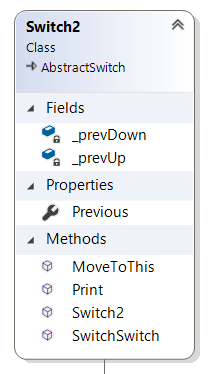 Switch2
Class
AbstractSwitch
Fields
_prevDown
_prevUp
Properties
Previous
Methods
MoveToThis
Print
Switch2
SwitchSwitch